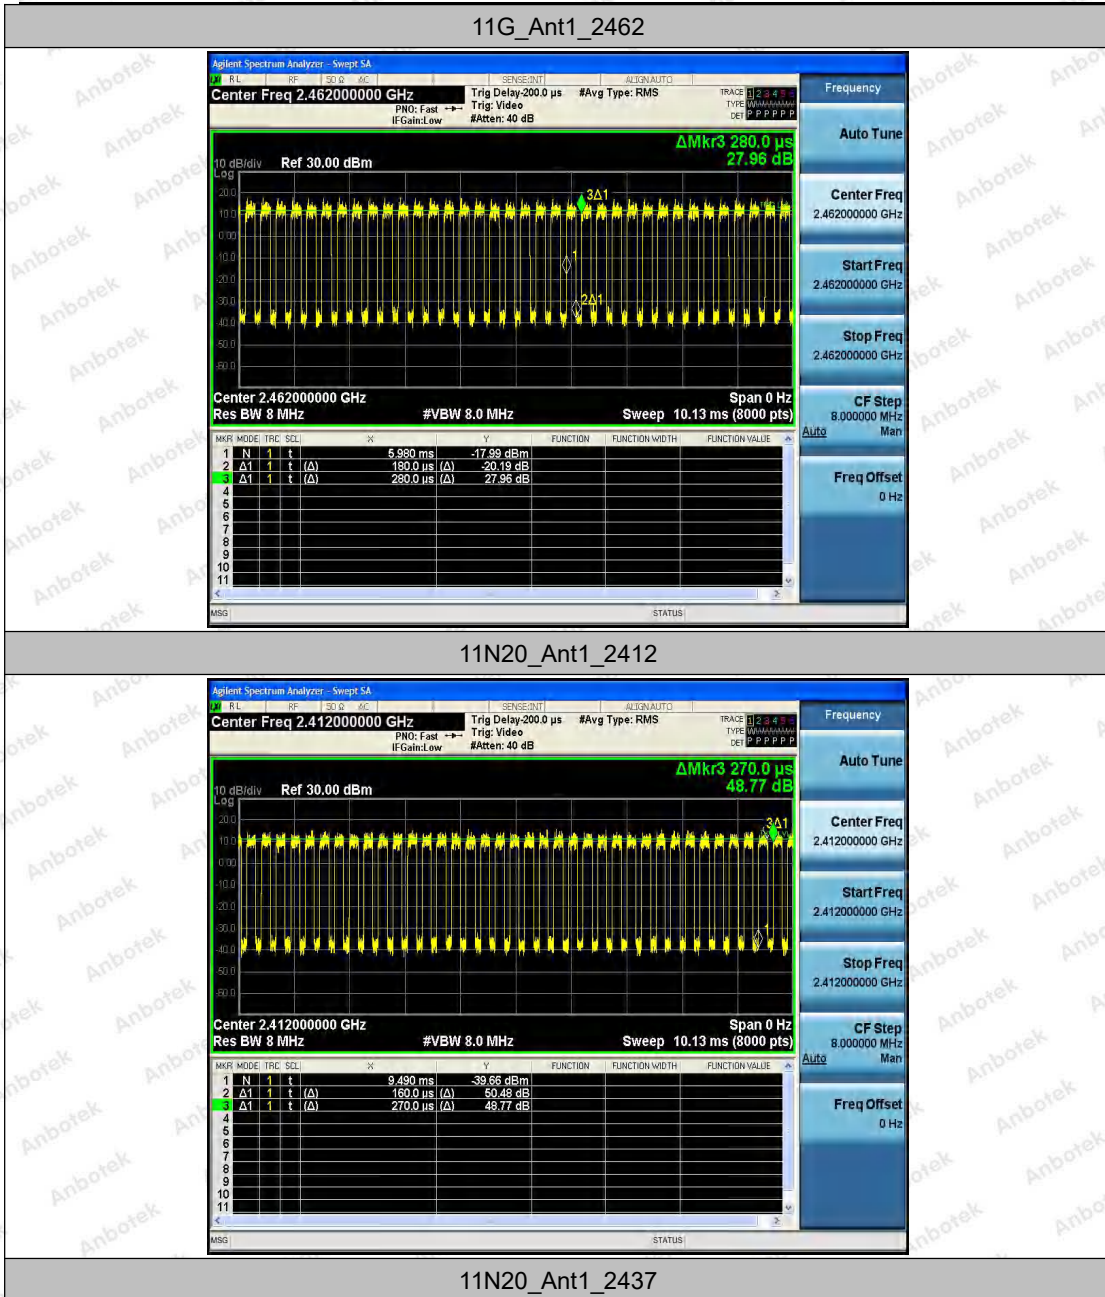 11G_Ant1_2462
Agilent Spectrum Analyzer - Swept SA
RL RF 50 Ω AC SENSE:INT ALIGNAUTO
Center Freq 2.462000000 GHz
PNO: Fast
IFGain:Low
Trig Delay-200.0 µs
Trig: Video
#Atten: 40 dB
#Avg Type: RMS
TRACE 1 2 3 4 5 6
TYPE
DET P P P P P P
ΔMkr3 280.0 µs
27.96 dB
10 dB/div Ref 30.00 dBm
Log
20.0
10.0
0.00
-10.0
-20.0
-30.0
-40.0
-50.0
-60.0
3Δ1
1
2Δ1
Center 2.462000000 GHz Span 0 Hz
Res BW 8 MHz #VBW 8.0 MHz Sweep 10.13 ms (8000 pts)
MKR MODE TRC SCL X Y FUNCTION FUNCTION WIDTH FUNCTION VALUE
1 N 1 t 5.980 ms -17.99 dBm
2 Δ1 1 t (Δ) 180.0 µs (Δ) -20.19 dB
3 Δ1 1 t (Δ) 280.0 µs (Δ) 27.96 dB
4
5
6
7
8
9
10
11
MSG STATUS
Frequency
Auto Tune
Center Freq
2.462000000 GHz
Start Freq
2.462000000 GHz
Stop Freq
2.462000000 GHz
CF Step
8.000000 MHz
Auto Man
Freq Offset
0 Hz
11N20_Ant1_2412
Agilent Spectrum Analyzer - Swept SA
RL RF 50 Ω AC SENSE:INT ALIGNAUTO
Center Freq 2.412000000 GHz
PNO: Fast
IFGain:Low
Trig Delay-200.0 µs
Trig: Video
#Atten: 40 dB
#Avg Type: RMS
TRACE 1 2 3 4 5 6
TYPE
DET P P P P P P
ΔMkr3 270.0 µs
48.77 dB
10 dB/div Ref 30.00 dBm
Log
20.0
10.0
0.00
-10.0
-20.0
-30.0
-40.0
-50.0
-60.0
3Δ1
1
Center 2.412000000 GHz Span 0 Hz
Res BW 8 MHz #VBW 8.0 MHz Sweep 10.13 ms (8000 pts)
MKR MODE TRC SCL X Y FUNCTION FUNCTION WIDTH FUNCTION VALUE
1 N 1 t 9.490 ms -39.66 dBm
2 Δ1 1 t (Δ) 160.0 µs (Δ) 50.48 dB
3 Δ1 1 t (Δ) 270.0 µs (Δ) 48.77 dB
4
5
6
7
8
9
10
11
MSG STATUS
Frequency
Auto Tune
Center Freq
2.412000000 GHz
Start Freq
2.412000000 GHz
Stop Freq
2.412000000 GHz
CF Step
8.000000 MHz
Auto Man
Freq Offset
0 Hz
11N20_Ant1_2437